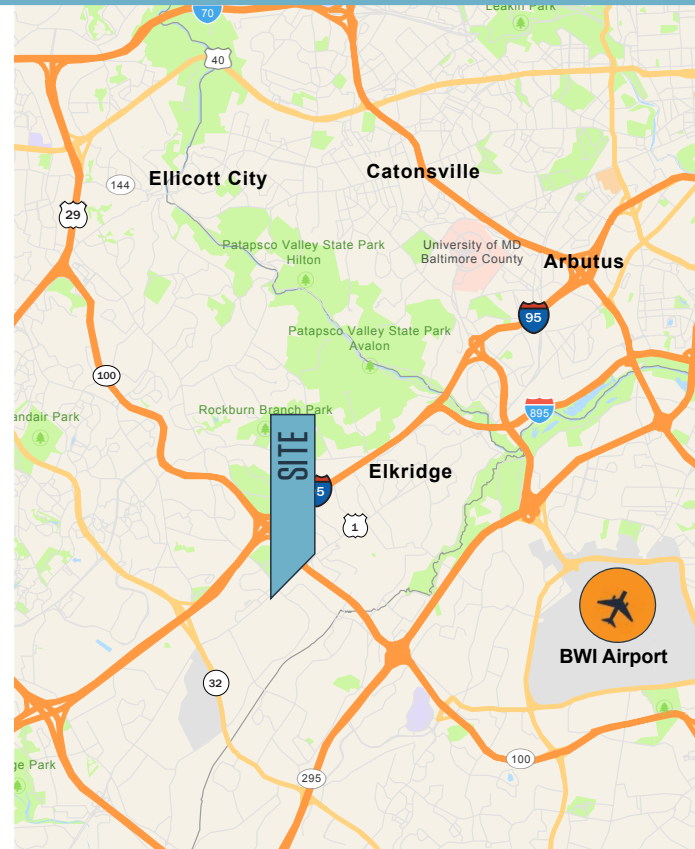 70
Leakin Park
40
Ellicott City
Catonsville
144
29
Patapsco Valley State Park
Hilton
University of MD
Baltimore County
Arbutus
95
Patapsco Valley State Park
Avalon
100
895
Rockburn Branch Park
andair Park
SITE
Elkridge
5
1
BWI Airport
32
100
ge Park
295